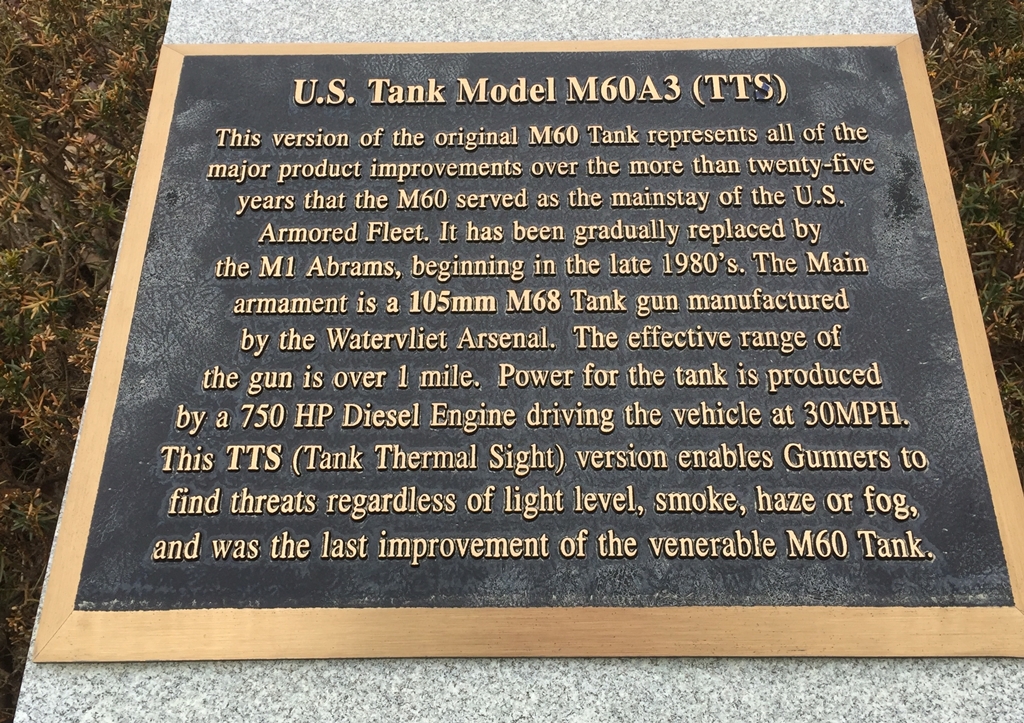 U.S. Tank Model M60A3 (TTS)
This version of the original M60 Tank represents all of the
major product improvements over the more than twenty-five
years that the M60 served as the mainstay of the U.S.
Armored Fleet. It has been gradually replaced by
the M1 Abrams, beginning in the late 1980's. The Main
armament is a 105mm M68 Tank gun manufactured
by the Watervliet Arsenal. The effective range of
the gun is over 1 mile. Power for the tank is produced
by a 750 HP Diesel Engine driving the vehicle at 30MPH.
This TTS (Tank Thermal Sight) version enables Gunners to
find threats regardless of light level, smoke, haze or fog,
and was the last improvement of the venerable M60 Tank.